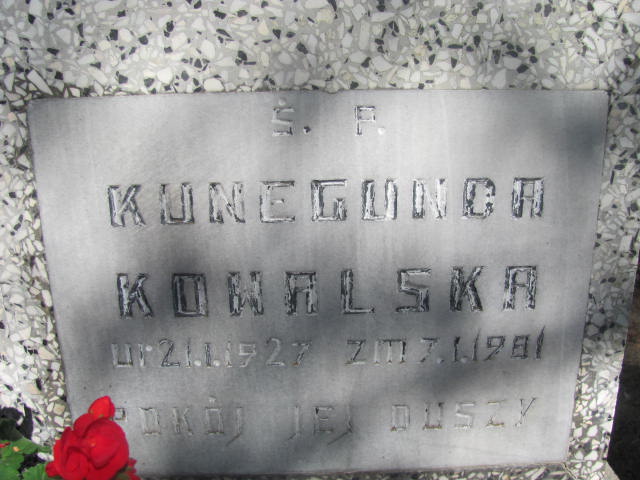 Ś. P.
KUNEGUNDA
KOWALSKA
ur. 21.1.1927 zm 7.1.1981
POKÓJ JEJ DUSZY